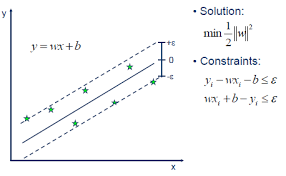 y
y = wx + b
+ε
0
-ε
x
• Solution:
min 1/2 ||w||²
• Constraints:
yᵢ - wxᵢ - b ≤ ε
wxᵢ + b - yᵢ ≤ ε